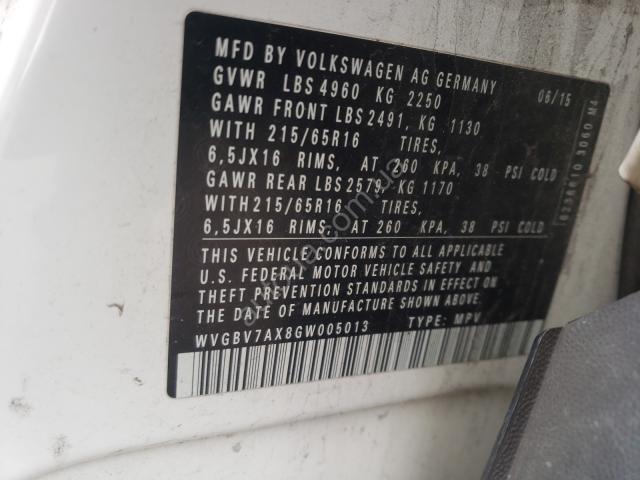 MFD BY VOLKSWAGEN AG GERMANY
06/15
GVWR LBS 4960 KG 2250
GAWR FRONT LBS 2491, KG 1130
WITH 215/65R16 TIRES,
6,5JX16 RIMS, AT 260 KPA, 38 PSI COLD
GAWR REAR LBS 2579, KG 1170
WITH 215/65R16 TIRES,
6,5JX16 RIMS, AT 260 KPA, 38 PSI COLD
THIS VEHICLE CONFORMS TO ALL APPLICABLE
U.S. FEDERAL MOTOR VEHICLE SAFETY AND
THEFT PREVENTION STANDARDS IN EFFECT ON
THE DATE OF MANUFACTURE SHOWN ABOVE.
WVGBV7AX8GW005013 TYPE: MPV
3060 M4